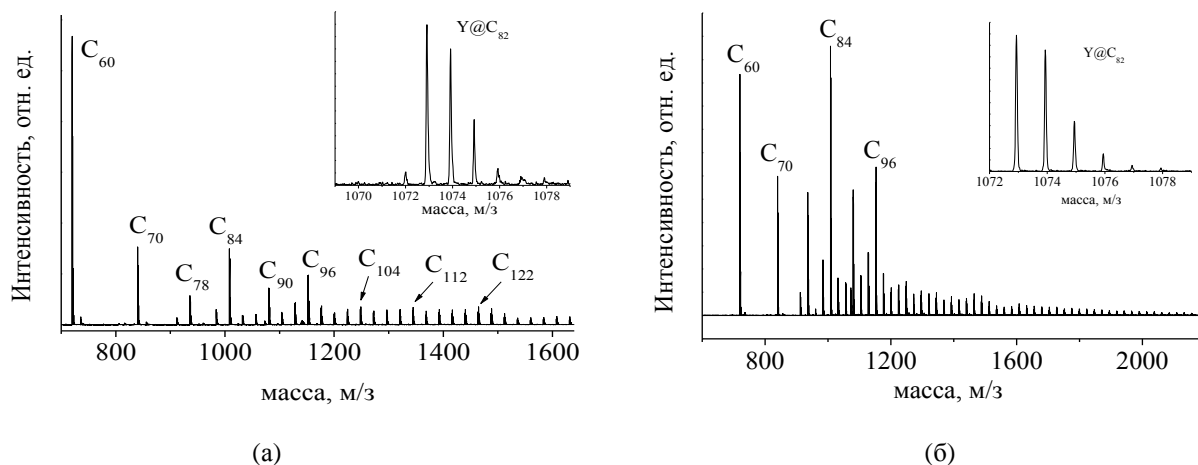 Интенсивность, отн. ед.
C60
C70
C78
C84
C90
C96
C104
C112
C122
Y@C82
1070 1072 1074 1076 1078
масса, м/з
800 1000 1200 1400 1600
масса, м/з
(а)
Интенсивность, отн. ед.
C60
C70
C84
C96
Y@C82
1072 1074 1076 1078
масса, м/з
800 1200 1600 2000
масса, м/з
(б)